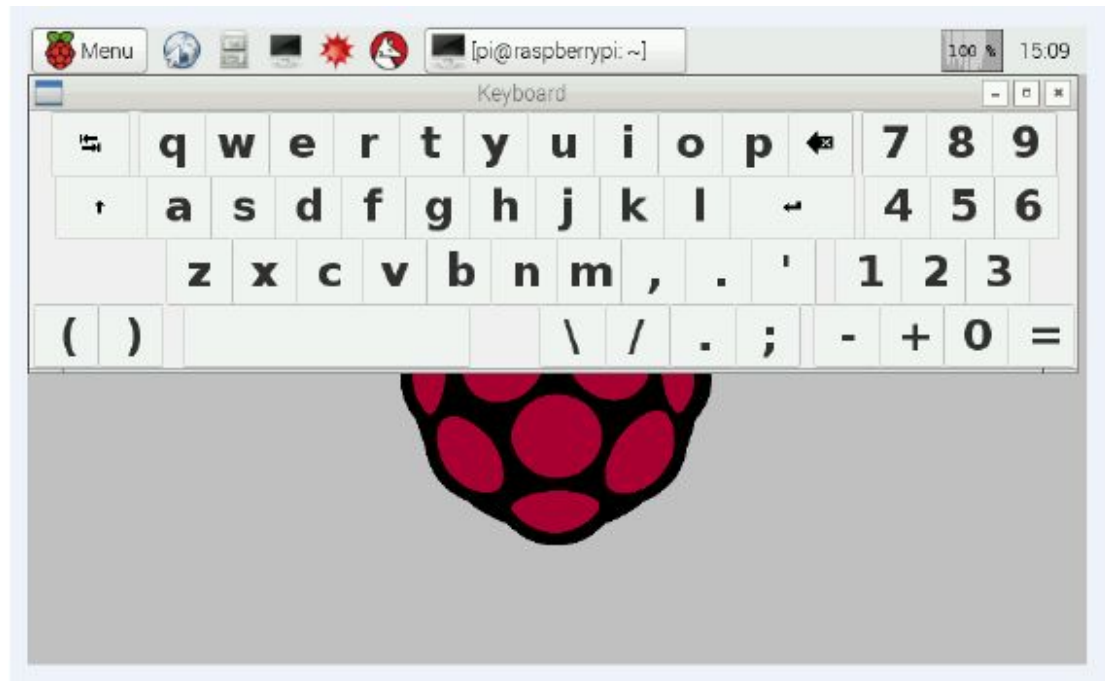 Menu [pi@raspberrypi: ~] 100 % 15:09
Keyboard
q w e r t y u i o p 7 8 9
a s d f g h j k l 4 5 6
z x c v b n m , . ' 1 2 3
( ) \ / . ; - + 0 =